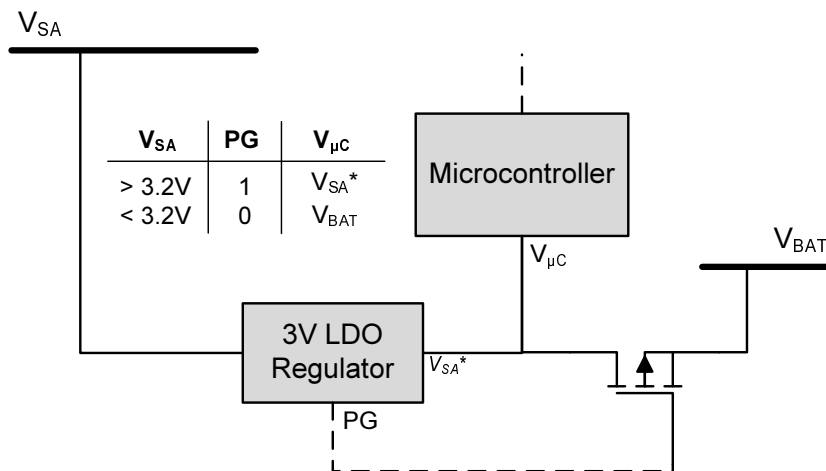 V_SA
V_SA PG V_µC
> 3.2V 1 V_SA*
< 3.2V 0 V_BAT
Microcontroller
V_µC
V_BAT
3V LDO
Regulator
V_SA*
PG